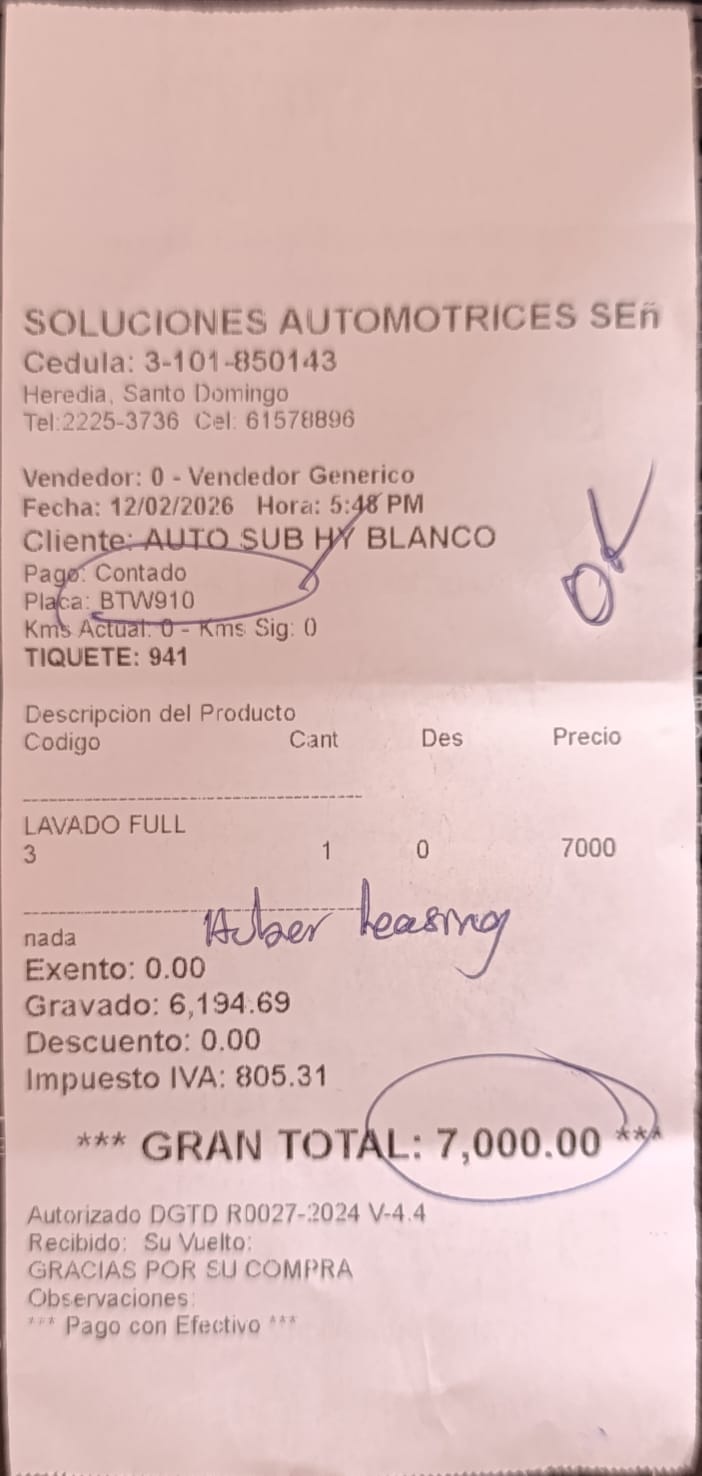 SOLUCIONES AUTOMOTRICES SEñ
Cedula: 3-101-850143
Heredia, Santo Domingo
Tel:2225-3736 Cel: 61578896
Vendedor: 0 - Vendedor Generico
Fecha: 12/02/2026 Hora: 5:48 PM
Cliente: AUTO SUB HY BLANCO
Pago: Contado
Placa: BTW910
Kms Actual: 0 - Kms Sig: 0
TIQUETE: 941
OK
Descripcion del Producto
Codigo Cant Des Precio
LAVADO FULL
3 1 0 7000
Leasing
nada
Exento: 0.00
Gravado: 6,194.69
Descuento: 0.00
Impuesto IVA: 805.31
*** GRAN TOTAL: 7,000.00 ***
Autorizado DGTD R0027-2024 V-4.4
Recibido: Su Vuelto:
GRACIAS POR SU COMPRA
Observaciones:
*** Pago con Efectivo ***